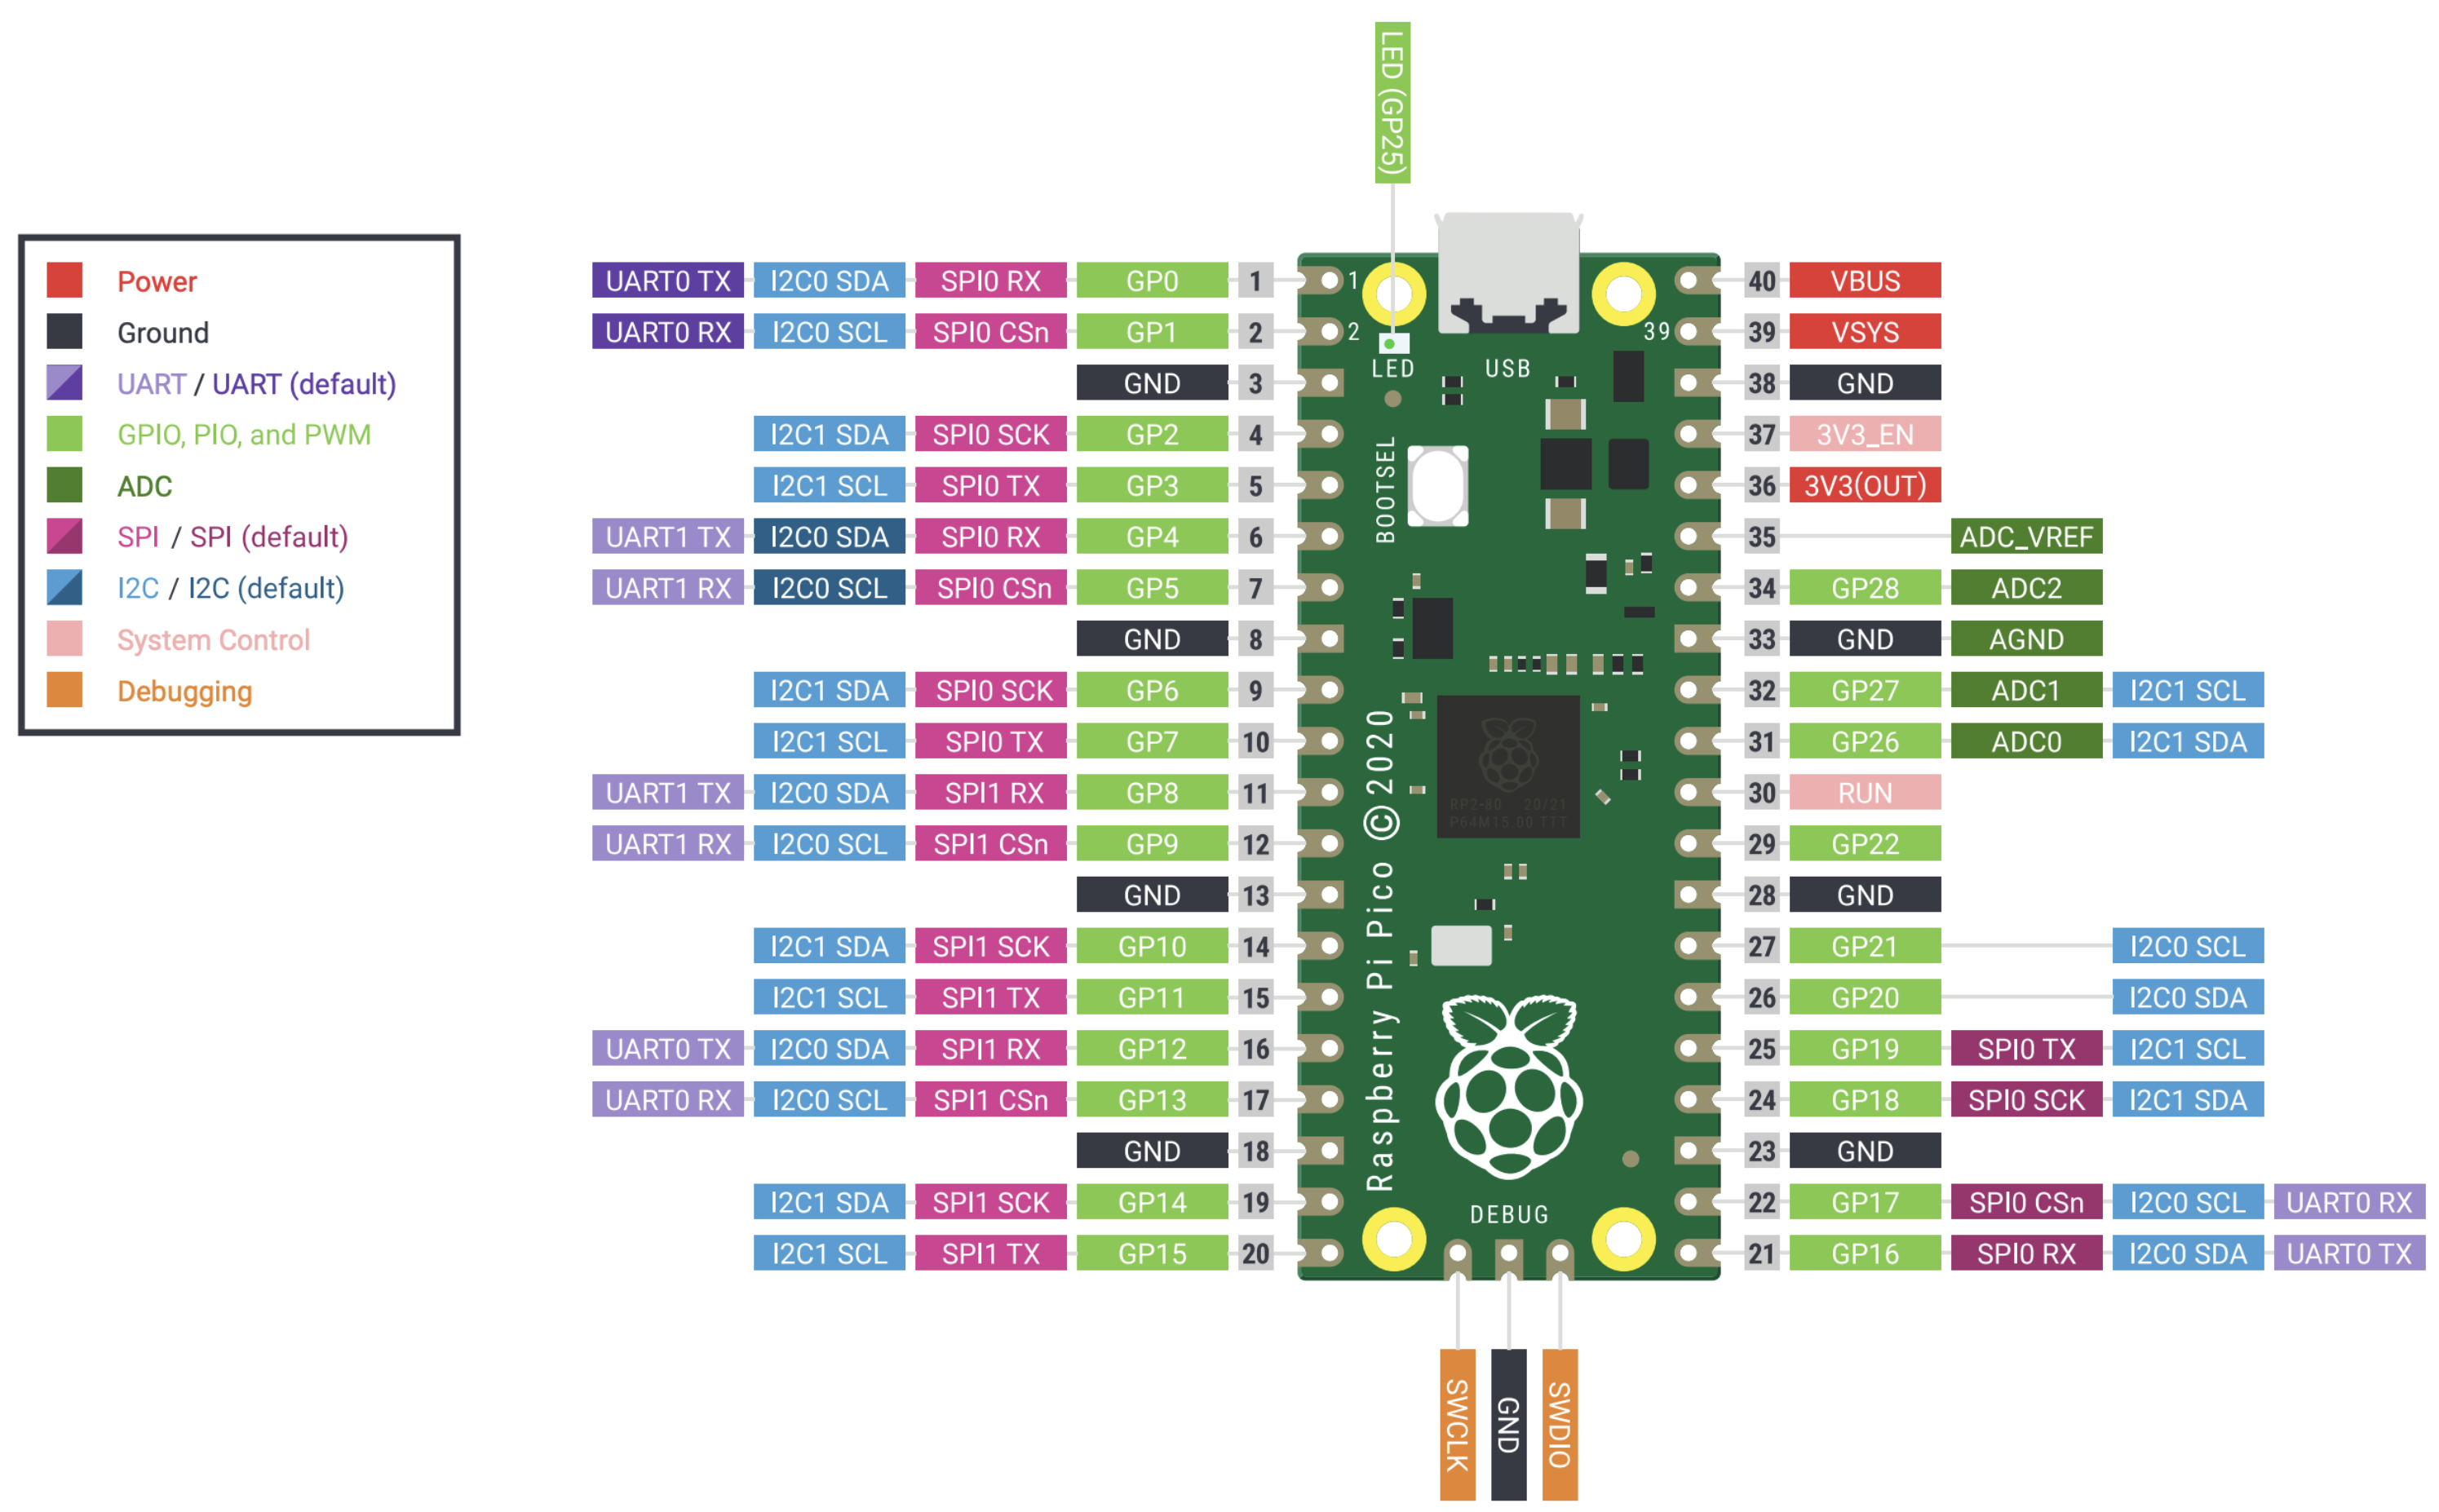 LED (GP25)
Power
Ground
UART / UART (default)
GPIO, PIO, and PWM
ADC
SPI / SPI (default)
I2C / I2C (default)
System Control
Debugging
UART0 TX I2C0 SDA SPI0 RX GP0 1 1 40 VBUS
UART0 RX I2C0 SCL SPI0 CSn GP1 2 2 39 39 VSYS
LED USB
GND 3 38 GND
I2C1 SDA SPI0 SCK GP2 4 37 3V3_EN
I2C1 SCL SPI0 TX GP3 5 36 3V3(OUT)
BOOTSEL
UART1 TX I2C0 SDA SPI0 RX GP4 6 35 ADC_VREF
UART1 RX I2C0 SCL SPI0 CSn GP5 7 34 GP28 ADC2
GND 8 33 GND AGND
I2C1 SDA SPI0 SCK GP6 9 32 GP27 ADC1 I2C1 SCL
I2C1 SCL SPI0 TX GP7 10 31 GP26 ADC0 I2C1 SDA
UART1 TX I2C0 SDA SPI1 RX GP8 11 30 RUN
RP2-B0 20/21
P64M15.00 TTT
UART1 RX I2C0 SCL SPI1 CSn GP9 12 29 GP22
GND 13 28 GND
I2C1 SDA SPI1 SCK GP10 14 27 GP21 I2C0 SCL
I2C1 SCL SPI1 TX GP11 15 26 GP20 I2C0 SDA
Raspberry Pi Pico ©2020
UART0 TX I2C0 SDA SPI1 RX GP12 16 25 GP19 SPI0 TX I2C1 SCL
UART0 RX I2C0 SCL SPI1 CSn GP13 17 24 GP18 SPI0 SCK I2C1 SDA
GND 18 23 GND
I2C1 SDA SPI1 SCK GP14 19 22 GP17 SPI0 CSn I2C0 SCL UART0 RX
DEBUG
I2C1 SCL SPI1 TX GP15 20 21 GP16 SPI0 RX I2C0 SDA UART0 TX
SWCLK
GND
SWDIO